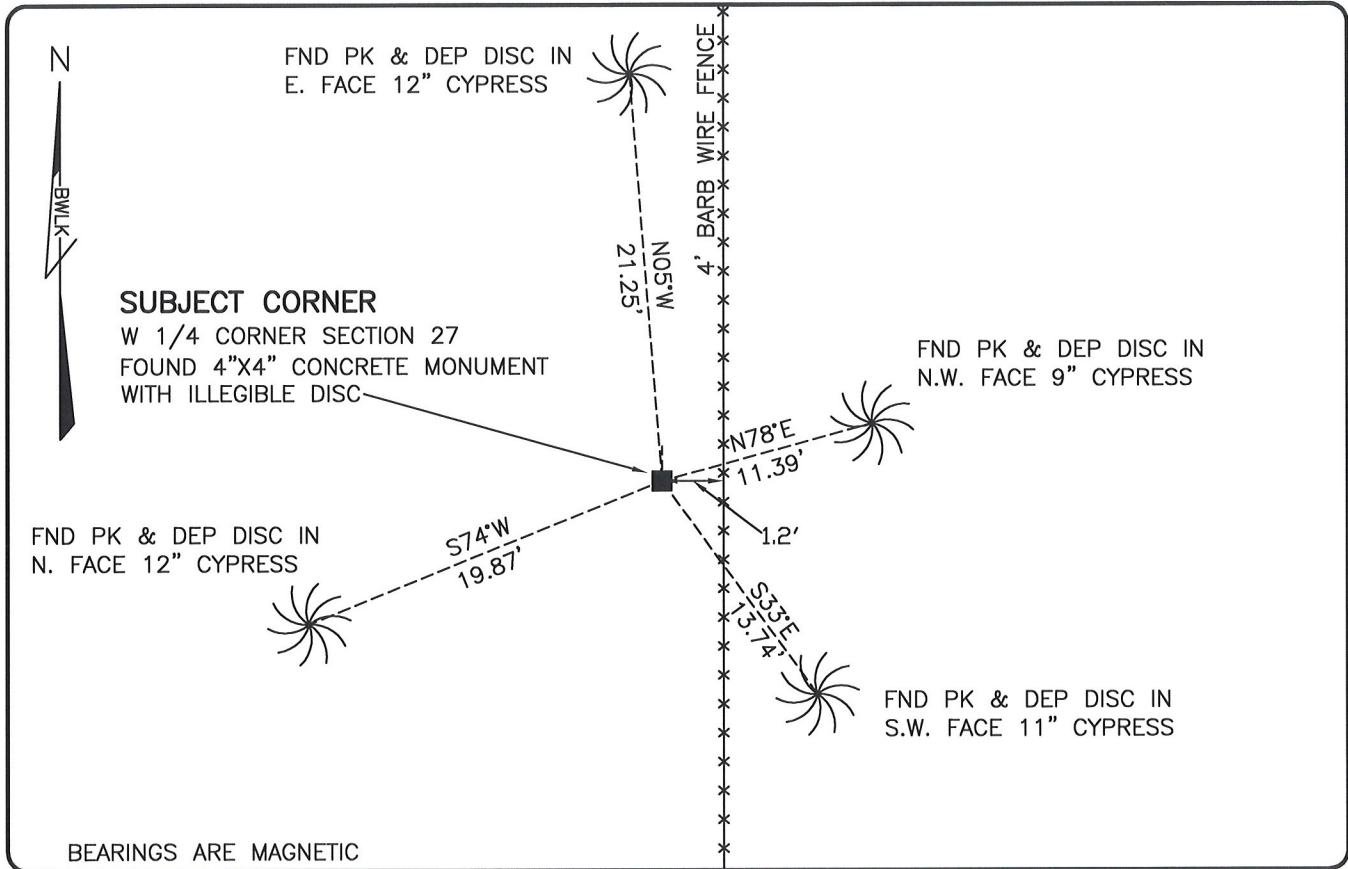 N
BWLK
FND PK & DEP DISC IN
E. FACE 12" CYPRESS
4' BARB WIRE FENCE
N05°W
21.25'
SUBJECT CORNER
W 1/4 CORNER SECTION 27
FOUND 4"X4" CONCRETE MONUMENT
WITH ILLEGIBLE DISC
FND PK & DEP DISC IN
N.W. FACE 9" CYPRESS
N78°E
11.39'
1.2'
FND PK & DEP DISC IN
N. FACE 12" CYPRESS
S74°W
19.87'
S33°E
13.74'
FND PK & DEP DISC IN
S.W. FACE 11" CYPRESS
BEARINGS ARE MAGNETIC